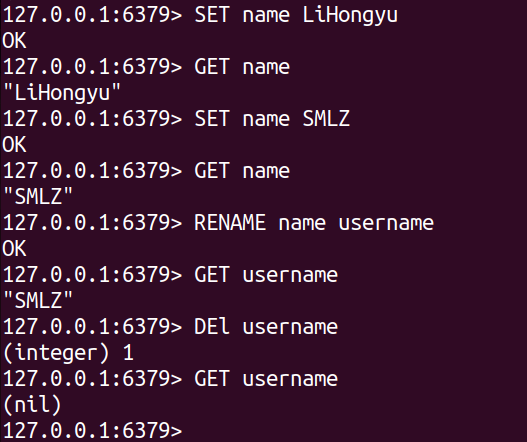 127.0.0.1:6379> SET name LiHongyu
OK
127.0.0.1:6379> GET name
"LiHongyu"
127.0.0.1:6379> SET name SMLZ
OK
127.0.0.1:6379> GET name
"SMLZ"
127.0.0.1:6379> RENAME name username
OK
127.0.0.1:6379> GET username
"SMLZ"
127.0.0.1:6379> DEl username
(integer) 1
127.0.0.1:6379> GET username
(nil)
127.0.0.1:6379>